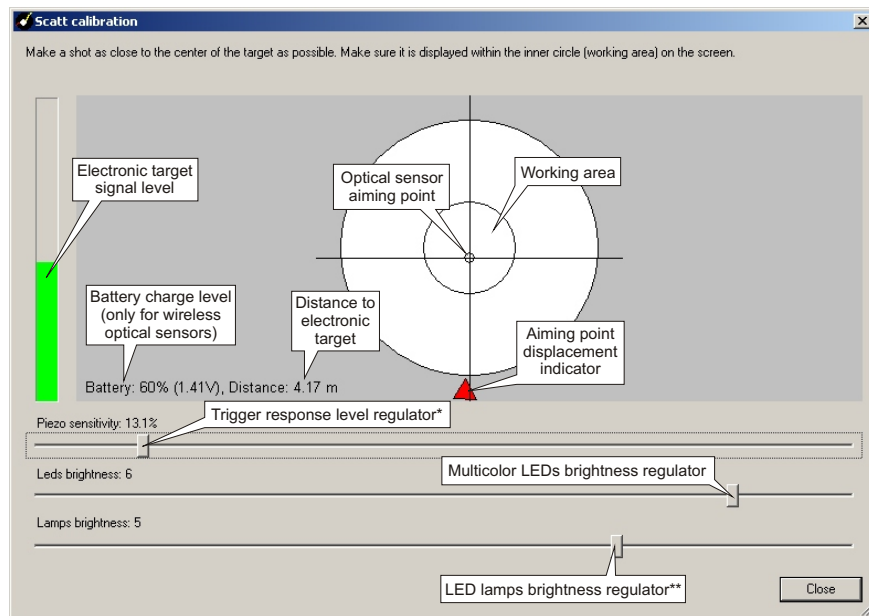 Scatt calibration
Make a shot as close to the center of the target as possible. Make sure it is displayed within the inner circle (working area) on the screen.
Electronic target
signal level
Optical sensor
aiming point
Working area
Battery charge level
(only for wireless
optical sensors)
Distance to
electronic
target
Aiming point
displacement
indicator
Battery: 60% (1.41V), Distance: 4.17 m
Trigger response level regulator*
Piezo sensitivity: 13.1%
Multicolor LEDs brightness regulator
Leds brightness: 6
Lamps brightness: 5
LED lamps brightness regulator**
Close